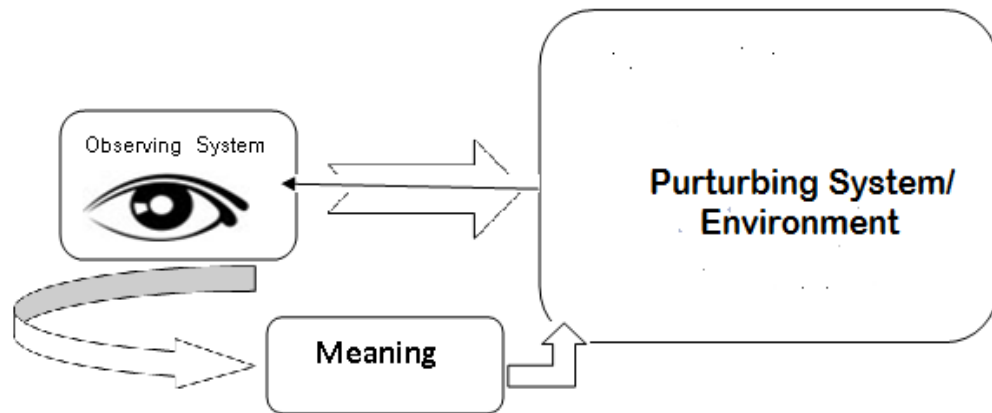 Observing System
Purturbing System/
Environment
Meaning